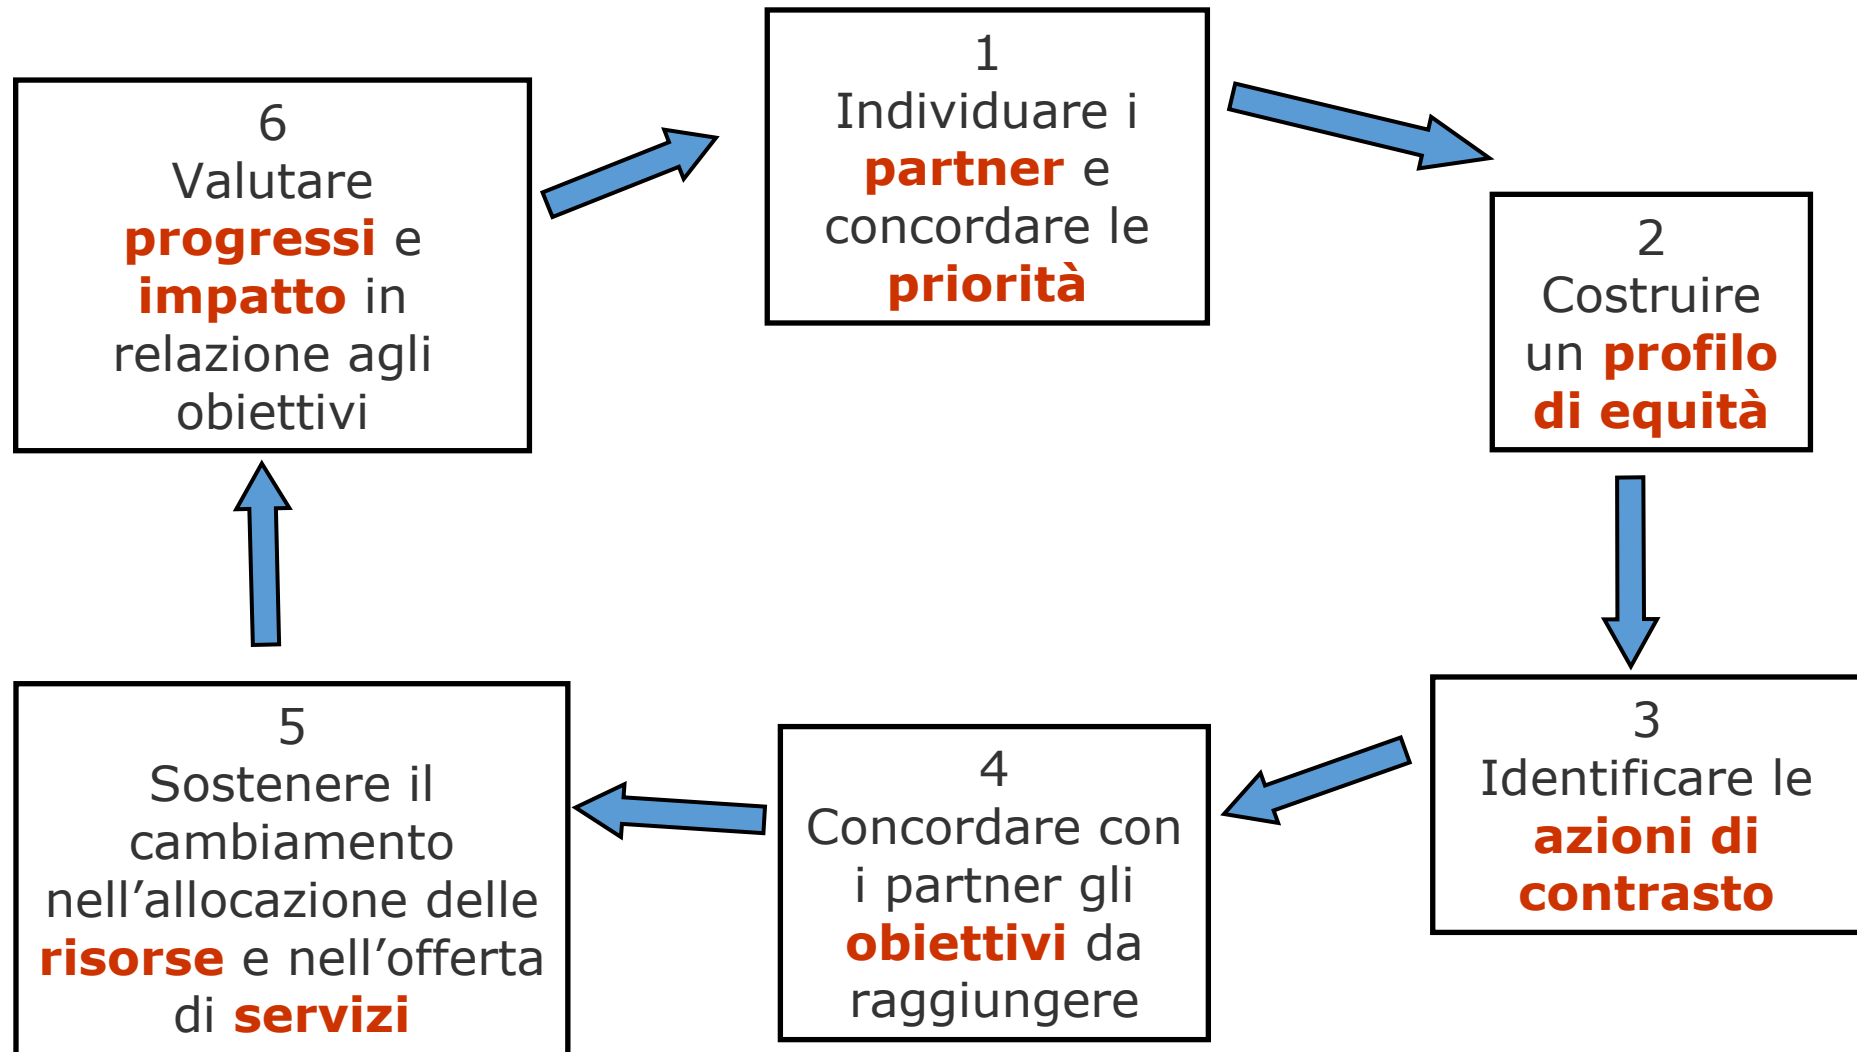 1
Individuare i
partner e
concordare le
priorità
2
Costruire
un profilo
di equità
3
Identificare le
azioni di
contrasto
4
Concordare con
i partner gli
obiettivi da
raggiungere
5
Sostenere il
cambiamento
nell’allocazione delle
risorse e nell’offerta
di servizi
6
Valutare
progressi e
impatto in
relazione agli
obiettivi